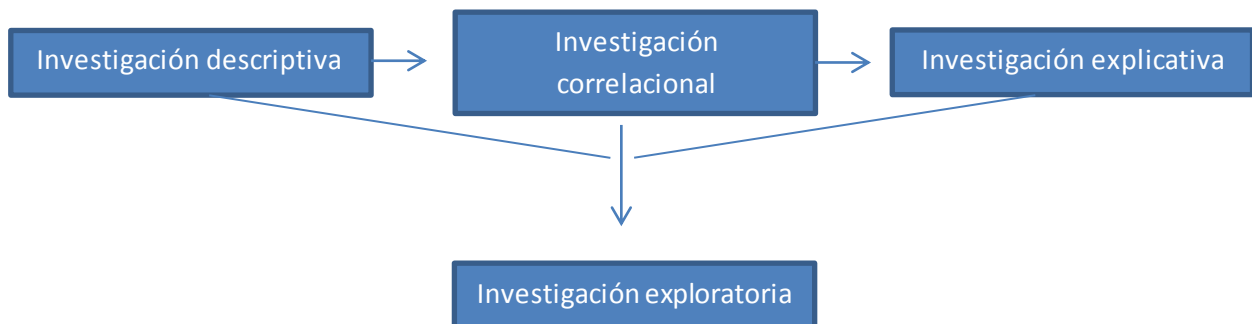 Investigación descriptiva
Investigación
correlacional
Investigación explicativa
Investigación exploratoria